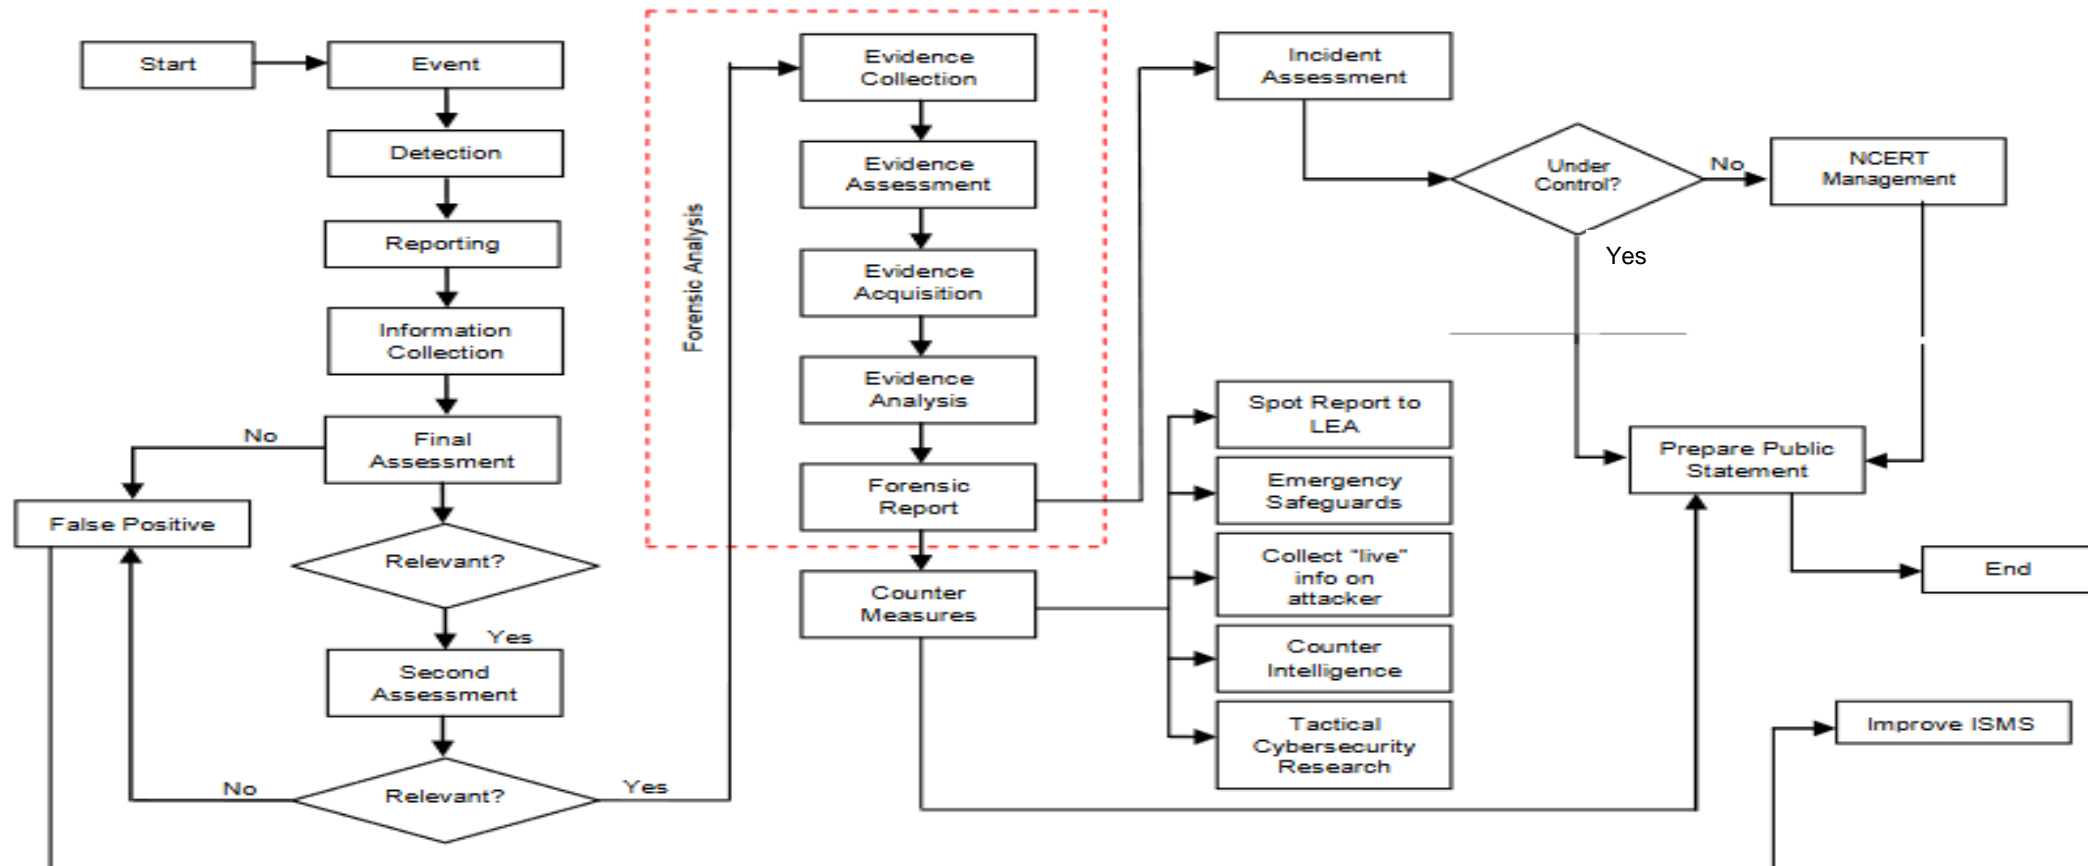 Start
Event
Detection
Reporting
Information
Collection
No
Final
Assessment
False Positive
Relevant?
Yes
Second
Assessment
No
Relevant?
Yes
Forensic Analysis
Evidence
Collection
Evidence
Assessment
Evidence
Acquisition
Evidence
Analysis
Forensic
Report
Counter
Measures
Incident
Assessment
Under
Control?
No
NCERT
Management
Yes
Spot Report to
LEA
Emergency
Safeguards
Collect "live"
info on
attacker
Counter
Intelligence
Tactical
Cybersecurity
Research
Prepare Public
Statement
End
Improve ISMS